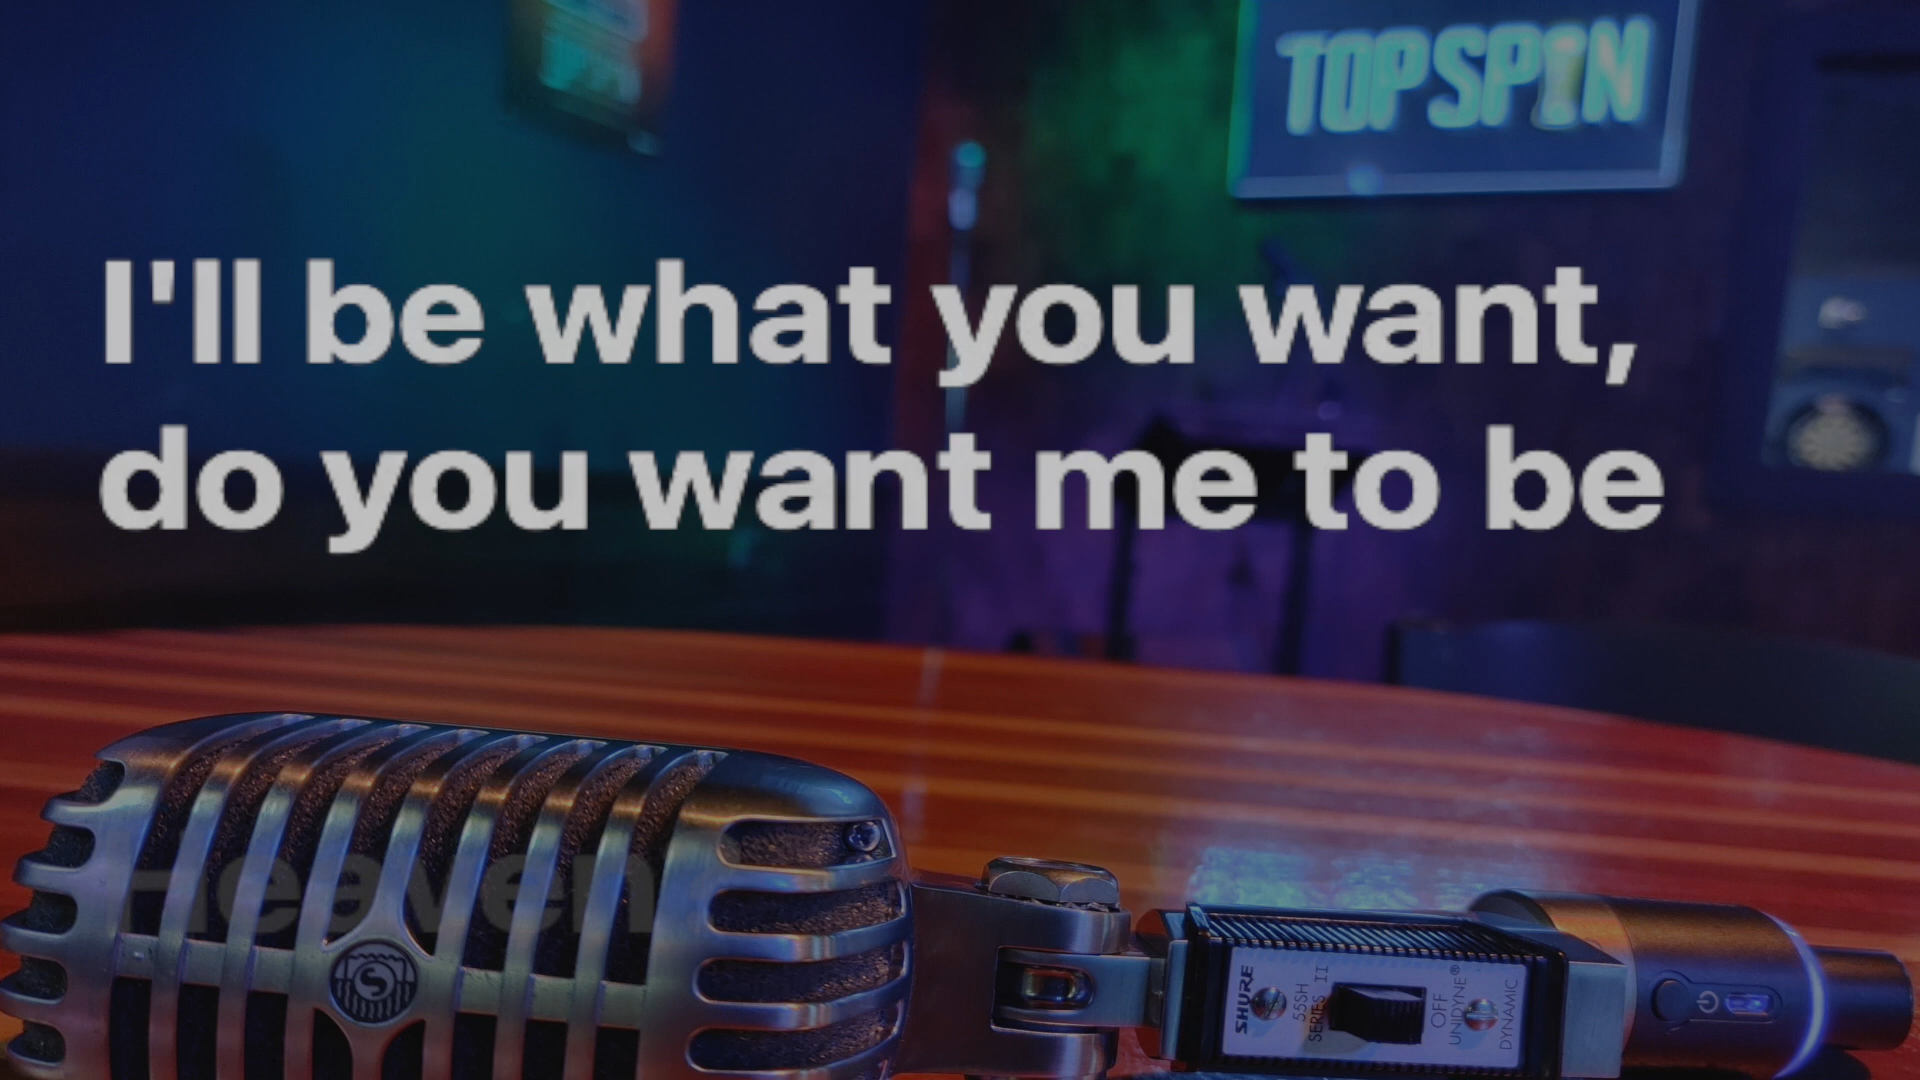 TOPSPIN
I'll be what you want,
do you want me to be
Heaven
SHURE
55SH
SERIES II
OFF
UNIDYNE®
DYNAMIC